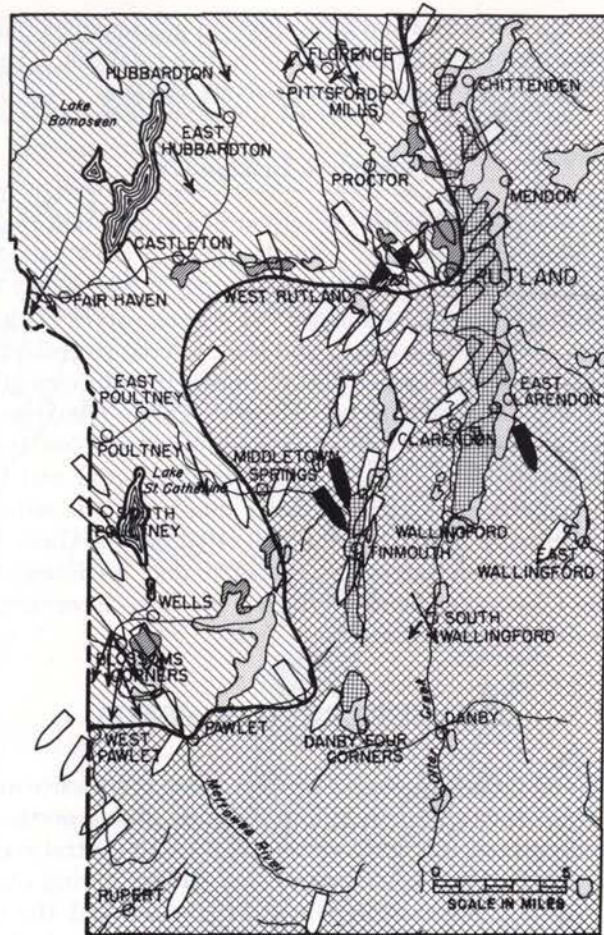 FLORENCE
HUBBARDTON
PITTSFORD
MILLS
CHITTENDEN
Lake
Bomoseen
EAST
HUBBARDTON
PROCTOR
MENDON
CASTLETON
RUTLAND
FAIR HAVEN
WEST RUTLAND
EAST
POULTNEY
EAST
CLARENDON
POULTNEY
CLARENDON
Lake
St. Catherine
MIDDLETOWN
SPRINGS
SOUTH
POULTNEY
WALLINGFORD
TINMOUTH
EAST
WALLINGFORD
WELLS
SOUTH
WALLINGFORD
BLOSSOMS
CORNERS
WEST
PAWLET
PAWLET
DANBY FOUR
CORNERS
DANBY
Otter Creek
Mettawee River
RUPERT
0 5
SCALE IN MILES